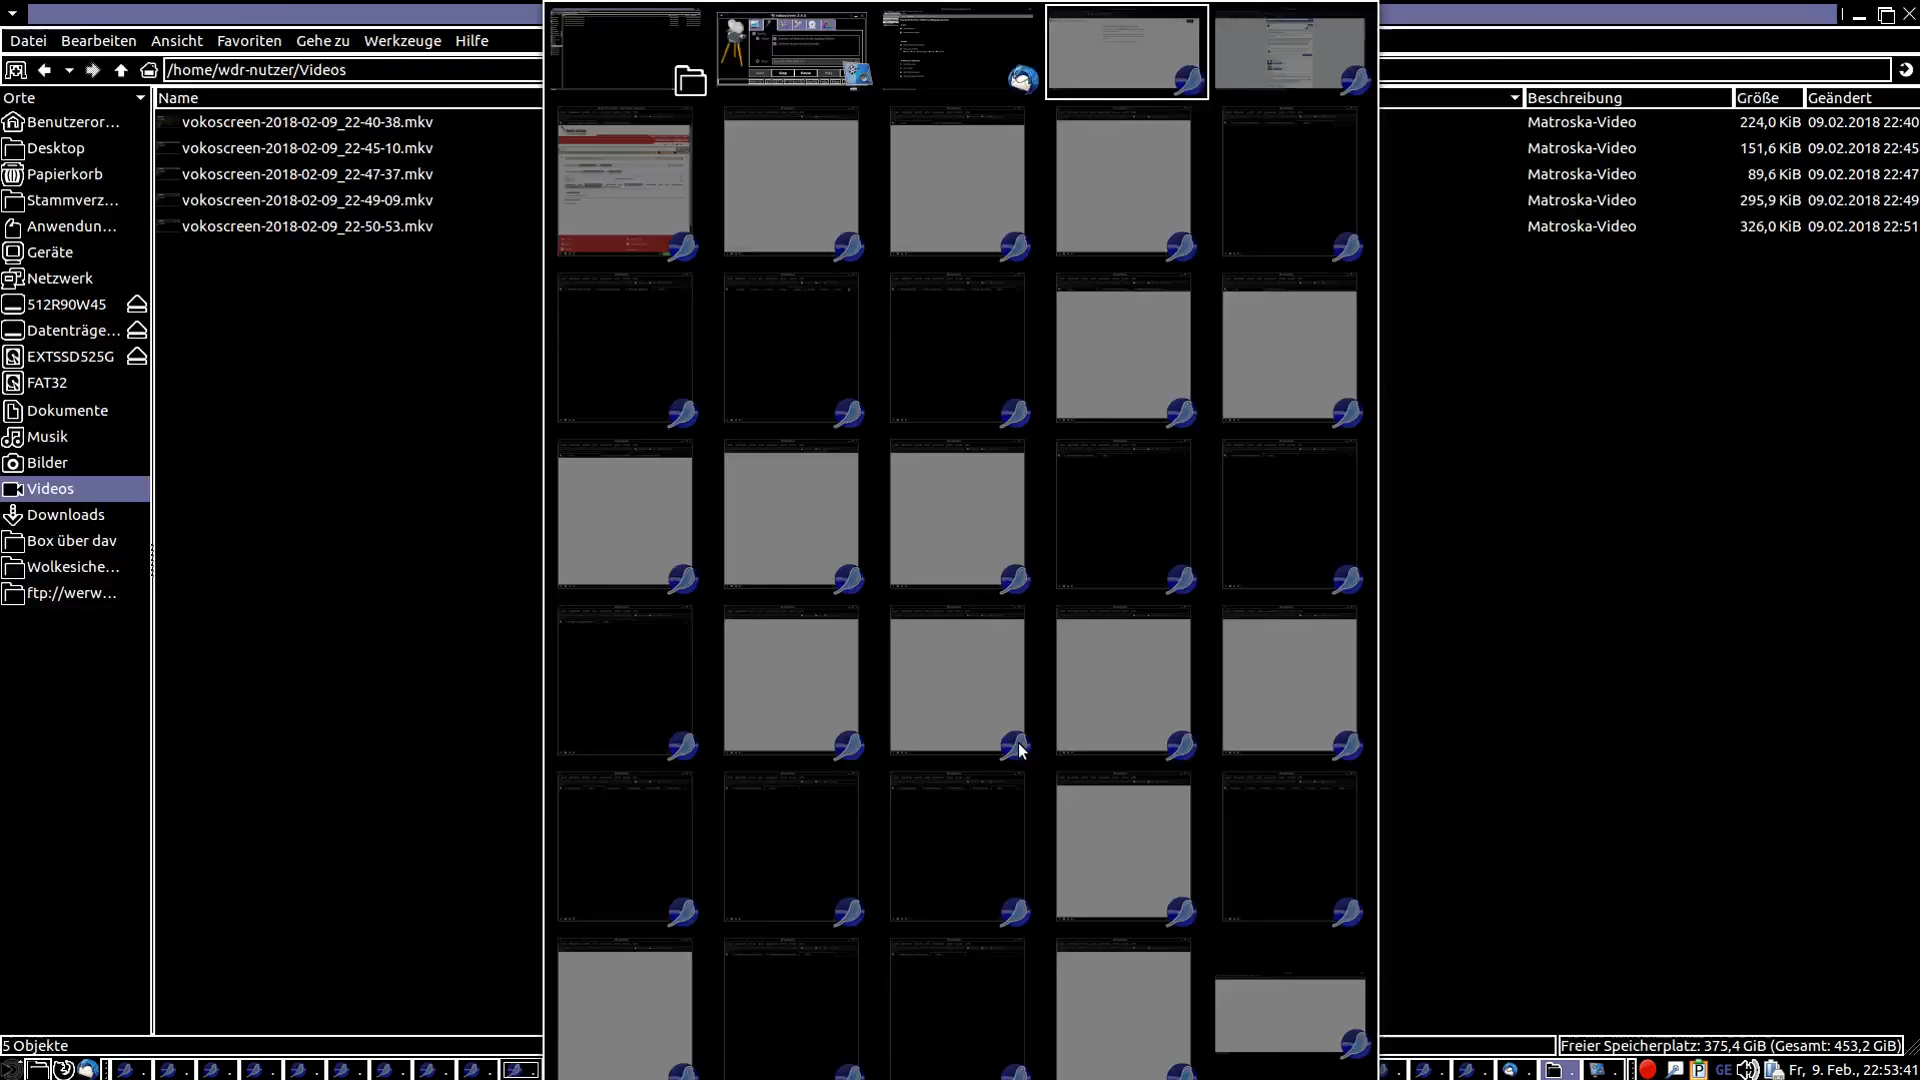 Datei Bearbeiten Ansicht Favoriten Gehe zu Werkzeuge Hilfe
/home/wdr-nutzer/Videos
Orte
Benutzeror...
Desktop
Papierkorb
Stammverz...
Anwendun...
Geräte
Netzwerk
512R90W45
Datenträge...
EXTSSD525G
FAT32
Dokumente
Musik
Bilder
Videos
Downloads
Box über dav
Wolkesiche...
ftp://werw...
Name Beschreibung Größe Geändert
vokoscreen-2018-02-09_22-40-38.mkv Matroska-Video 224,0 KiB 09.02.2018 22:40
vokoscreen-2018-02-09_22-45-10.mkv Matroska-Video 151,6 KiB 09.02.2018 22:45
vokoscreen-2018-02-09_22-47-37.mkv Matroska-Video 89,6 KiB 09.02.2018 22:47
vokoscreen-2018-02-09_22-49-09.mkv Matroska-Video 295,9 KiB 09.02.2018 22:49
vokoscreen-2018-02-09_22-50-53.mkv Matroska-Video 326,0 KiB 09.02.2018 22:51
5 Objekte
Freier Speicherplatz: 375,4 GiB (Gesamt: 453,2 GiB)
GE
Fr, 9. Feb., 22:53:41